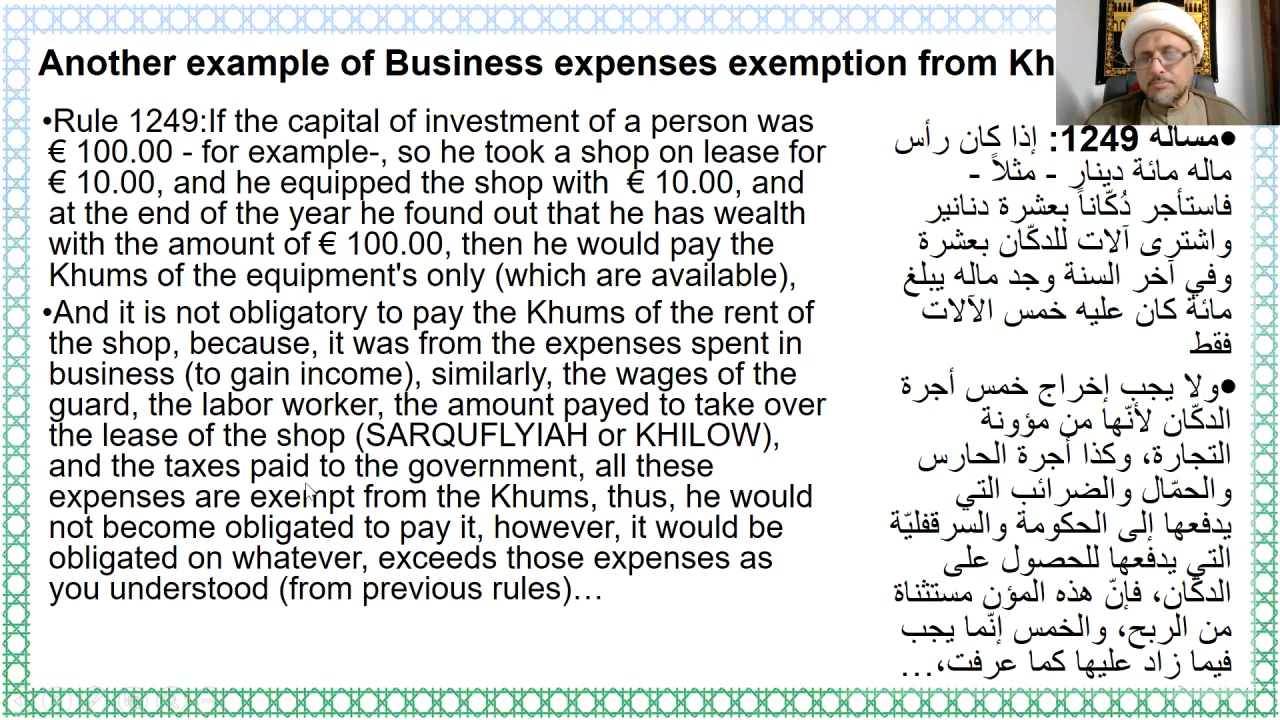 Another example of Business expenses exemption from Kh
•Rule 1249:If the capital of investment of a person was
€ 100.00 - for example-, so he took a shop on lease for
€ 10.00, and he equipped the shop with € 10.00, and
at the end of the year he found out that he has wealth
with the amount of € 100.00, then he would pay the
Khums of the equipment's only (which are available),
•And it is not obligatory to pay the Khums of the rent of
the shop, because, it was from the expenses spent in
business (to gain income), similarly, the wages of the
guard, the labor worker, the amount payed to take over
the lease of the shop (SARQUFLYIAH or KHILOW),
and the taxes paid to the government, all these
expenses are exempt from the Khums, thus, he would
not become obligated to pay it, however, it would be
obligated on whatever, exceeds those expenses as
you understood (from previous rules)…
●مسألة 1249: إذا كان رأس
ماله مائة دينار - مثلاً -
فاستأجر دُكّاناً بعشرة دنانير
واشترى آلات للدكّان بعشرة
وفي آخر السنة وجد ماله يبلغ
مائة كان عليه خمس الآلات
فقط
●ولا يجب إخراج خمس أجرة
الدكّان لأنّها من مؤونة
التجارة، وكذا أجرة الحارس
والحمّال والضرائب التي
يدفعها إلى الحكومة والسرقفليّة
التي يدفعها للحصول على
الدكّان، فإنّ هذه المؤن مستثناة
من الربح، والخمس إنّما يجب
فيما زاد عليها كما عرفت،…